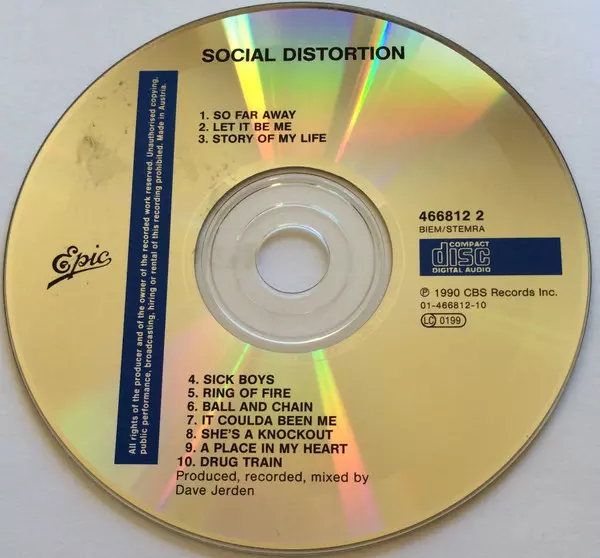 SOCIAL DISTORTION
1. SO FAR AWAY
2. LET IT BE ME
3. STORY OF MY LIFE
All rights of the producer and of the owner of the recorded work reserved. Unauthorised copying,
public performance, broadcasting, hiring or rental of this recording prohibited. Made in Austria.
Epic
466812 2
BIEM/STEMRA
COMPACT
disc
DIGITAL AUDIO
℗ 1990 CBS Records Inc.
01-466812-10
LC 0199
4. SICK BOYS
5. RING OF FIRE
6. BALL AND CHAIN
7. IT COULDA BEEN ME
8. SHE'S A KNOCKOUT
9. A PLACE IN MY HEART
10. DRUG TRAIN
Produced, recorded, mixed by
Dave Jerden